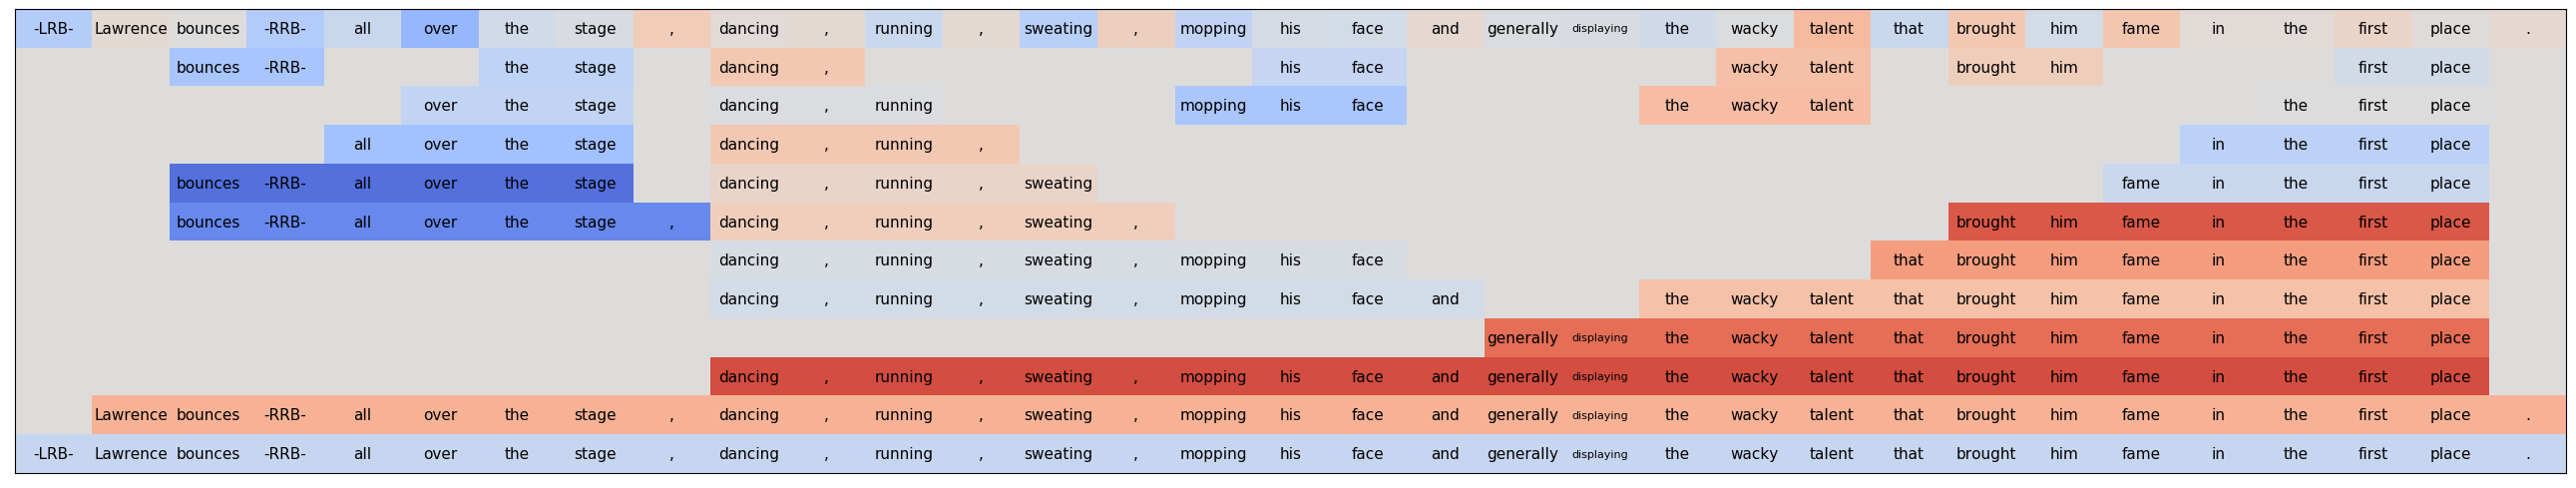 -LRB- Lawrence bounces -RRB- all over the stage , dancing , running , sweating , mopping his face and generally displaying the wacky talent that brought him fame in the first place .
bounces -RRB- the stage dancing , his face wacky talent brought him first place
over the stage dancing , running mopping his face the wacky talent the first place
all over the stage dancing , running , in the first place
bounces -RRB- all over the stage dancing , running , sweating fame in the first place
bounces -RRB- all over the stage , dancing , running , sweating , brought him fame in the first place
dancing , running , sweating , mopping his face that brought him fame in the first place
dancing , running , sweating , mopping his face and the wacky talent that brought him fame in the first place
generally displaying the wacky talent that brought him fame in the first place
dancing , running , sweating , mopping his face and generally displaying the wacky talent that brought him fame in the first place
Lawrence bounces -RRB- all over the stage , dancing , running , sweating , mopping his face and generally displaying the wacky talent that brought him fame in the first place .
-LRB- Lawrence bounces -RRB- all over the stage , dancing , running , sweating , mopping his face and generally displaying the wacky talent that brought him fame in the first place .